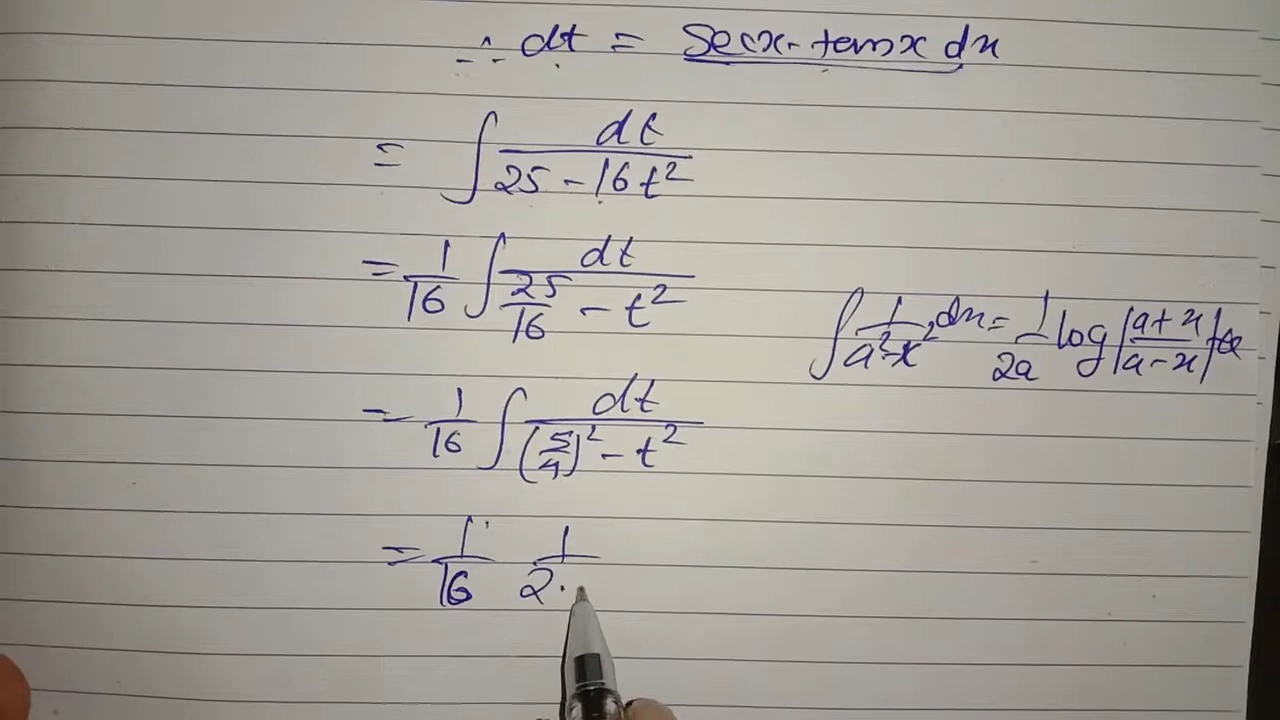 ∴ dt = secx·tanx dx
= ∫ dt / (25 - 16t²)
= 1/16 ∫ dt / (25/16 - t²)
∫ 1/(a²-x²) dx = 1/2a log |(a+x)/(a-x)| + c
= 1/16 ∫ dt / ((5/4)² - t²)
= 1/16 1/2.